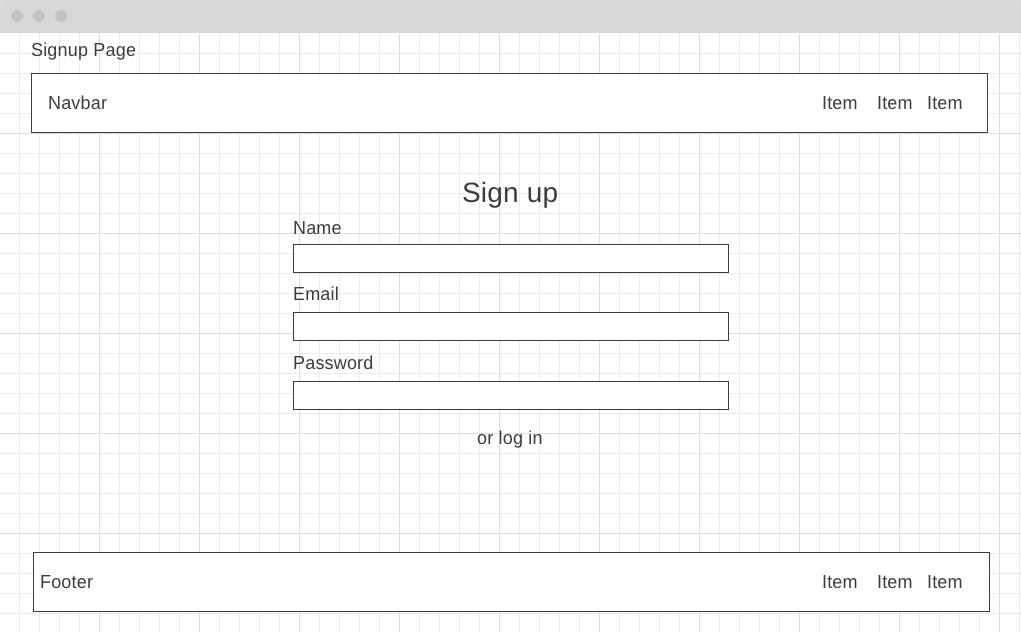 Signup Page
Navbar Item Item Item
Sign up
Name
Email
Password
or log in
Footer Item Item Item